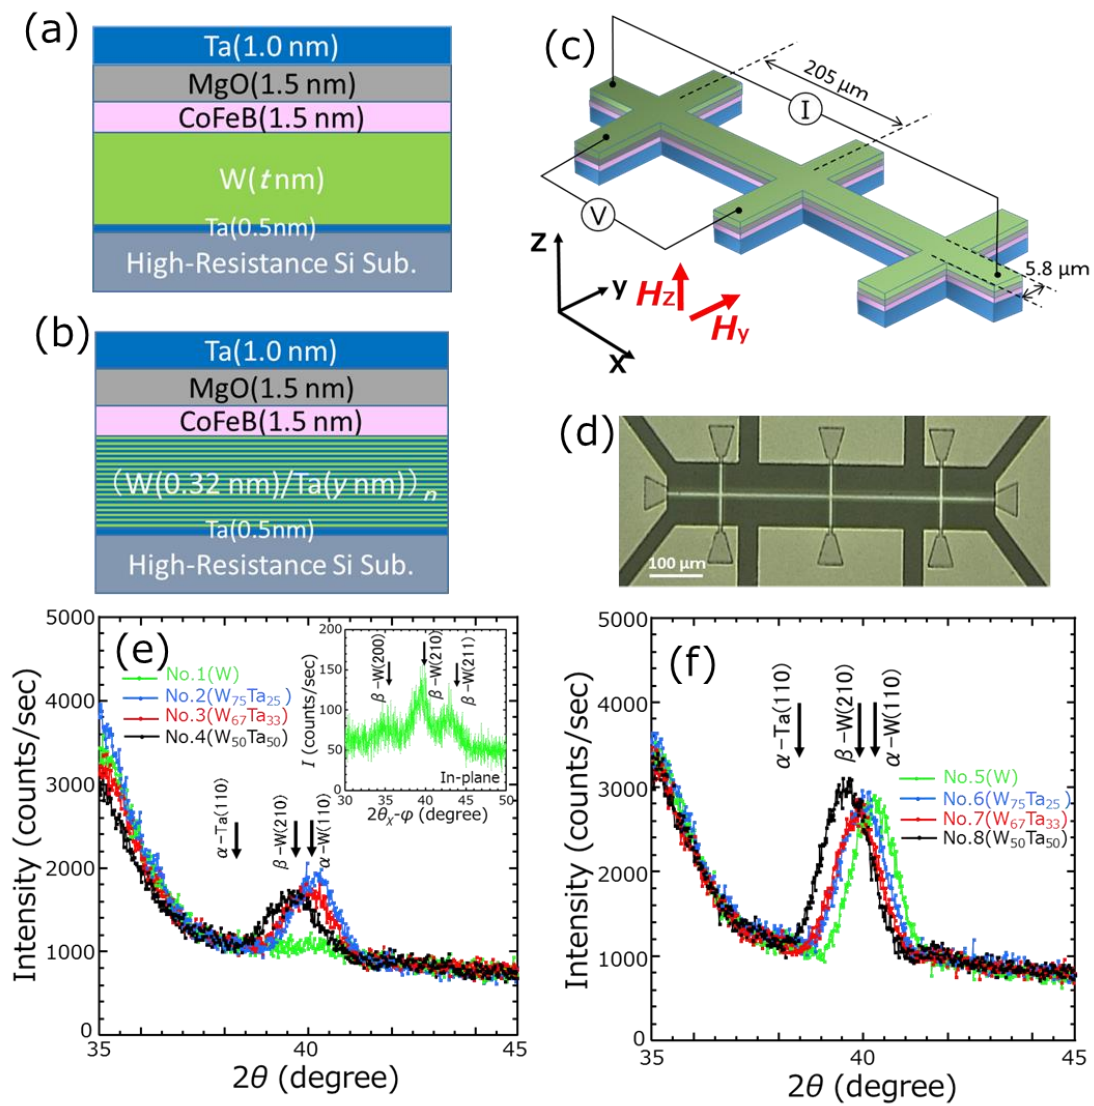 (a)
Ta(1.0 nm)
MgO(1.5 nm)
CoFeB(1.5 nm)
W(t nm)
Ta(0.5nm)
High-Resistance Si Sub.
(b)
Ta(1.0 nm)
MgO(1.5 nm)
CoFeB(1.5 nm)
(W(0.32 nm)/Ta(y nm))n
Ta(0.5nm)
High-Resistance Si Sub.
(c)
205 μm
I
V
5.8 μm
z
y
x
Hz
Hy
(d)
100 μm
(e)
Intensity (counts/sec)
5000
4000
3000
2000
1000
0
35
40
45
2θ (degree)
No.1(W)
No.2(W75Ta25)
No.3(W67Ta33)
No.4(W50Ta50)
α-Ta(110)
β-W(210)
α-W(110)
I (counts/sec)
200
150
100
50
0
β-W(200)
β-W(210)
β-W(211)
In-plane
30
35
40
45
50
2θχ-φ (degree)
(f)
Intensity (counts/sec)
5000
4000
3000
2000
1000
0
35
40
45
2θ (degree)
α-Ta(110)
β-W(210)
α-W(110)
No.5(W)
No.6(W75Ta25)
No.7(W67Ta33)
No.8(W50Ta50)